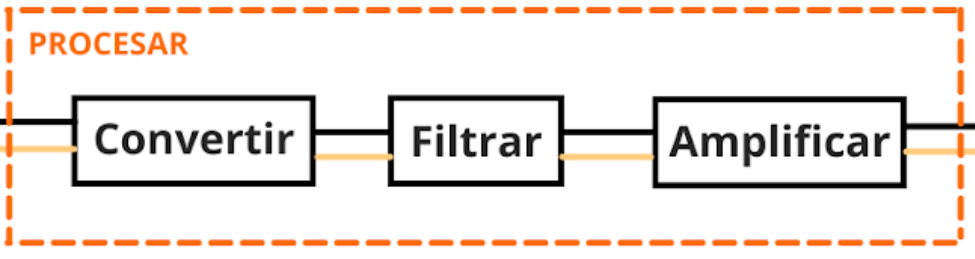 PROCESAR
Convertir
Filtrar
Amplificar